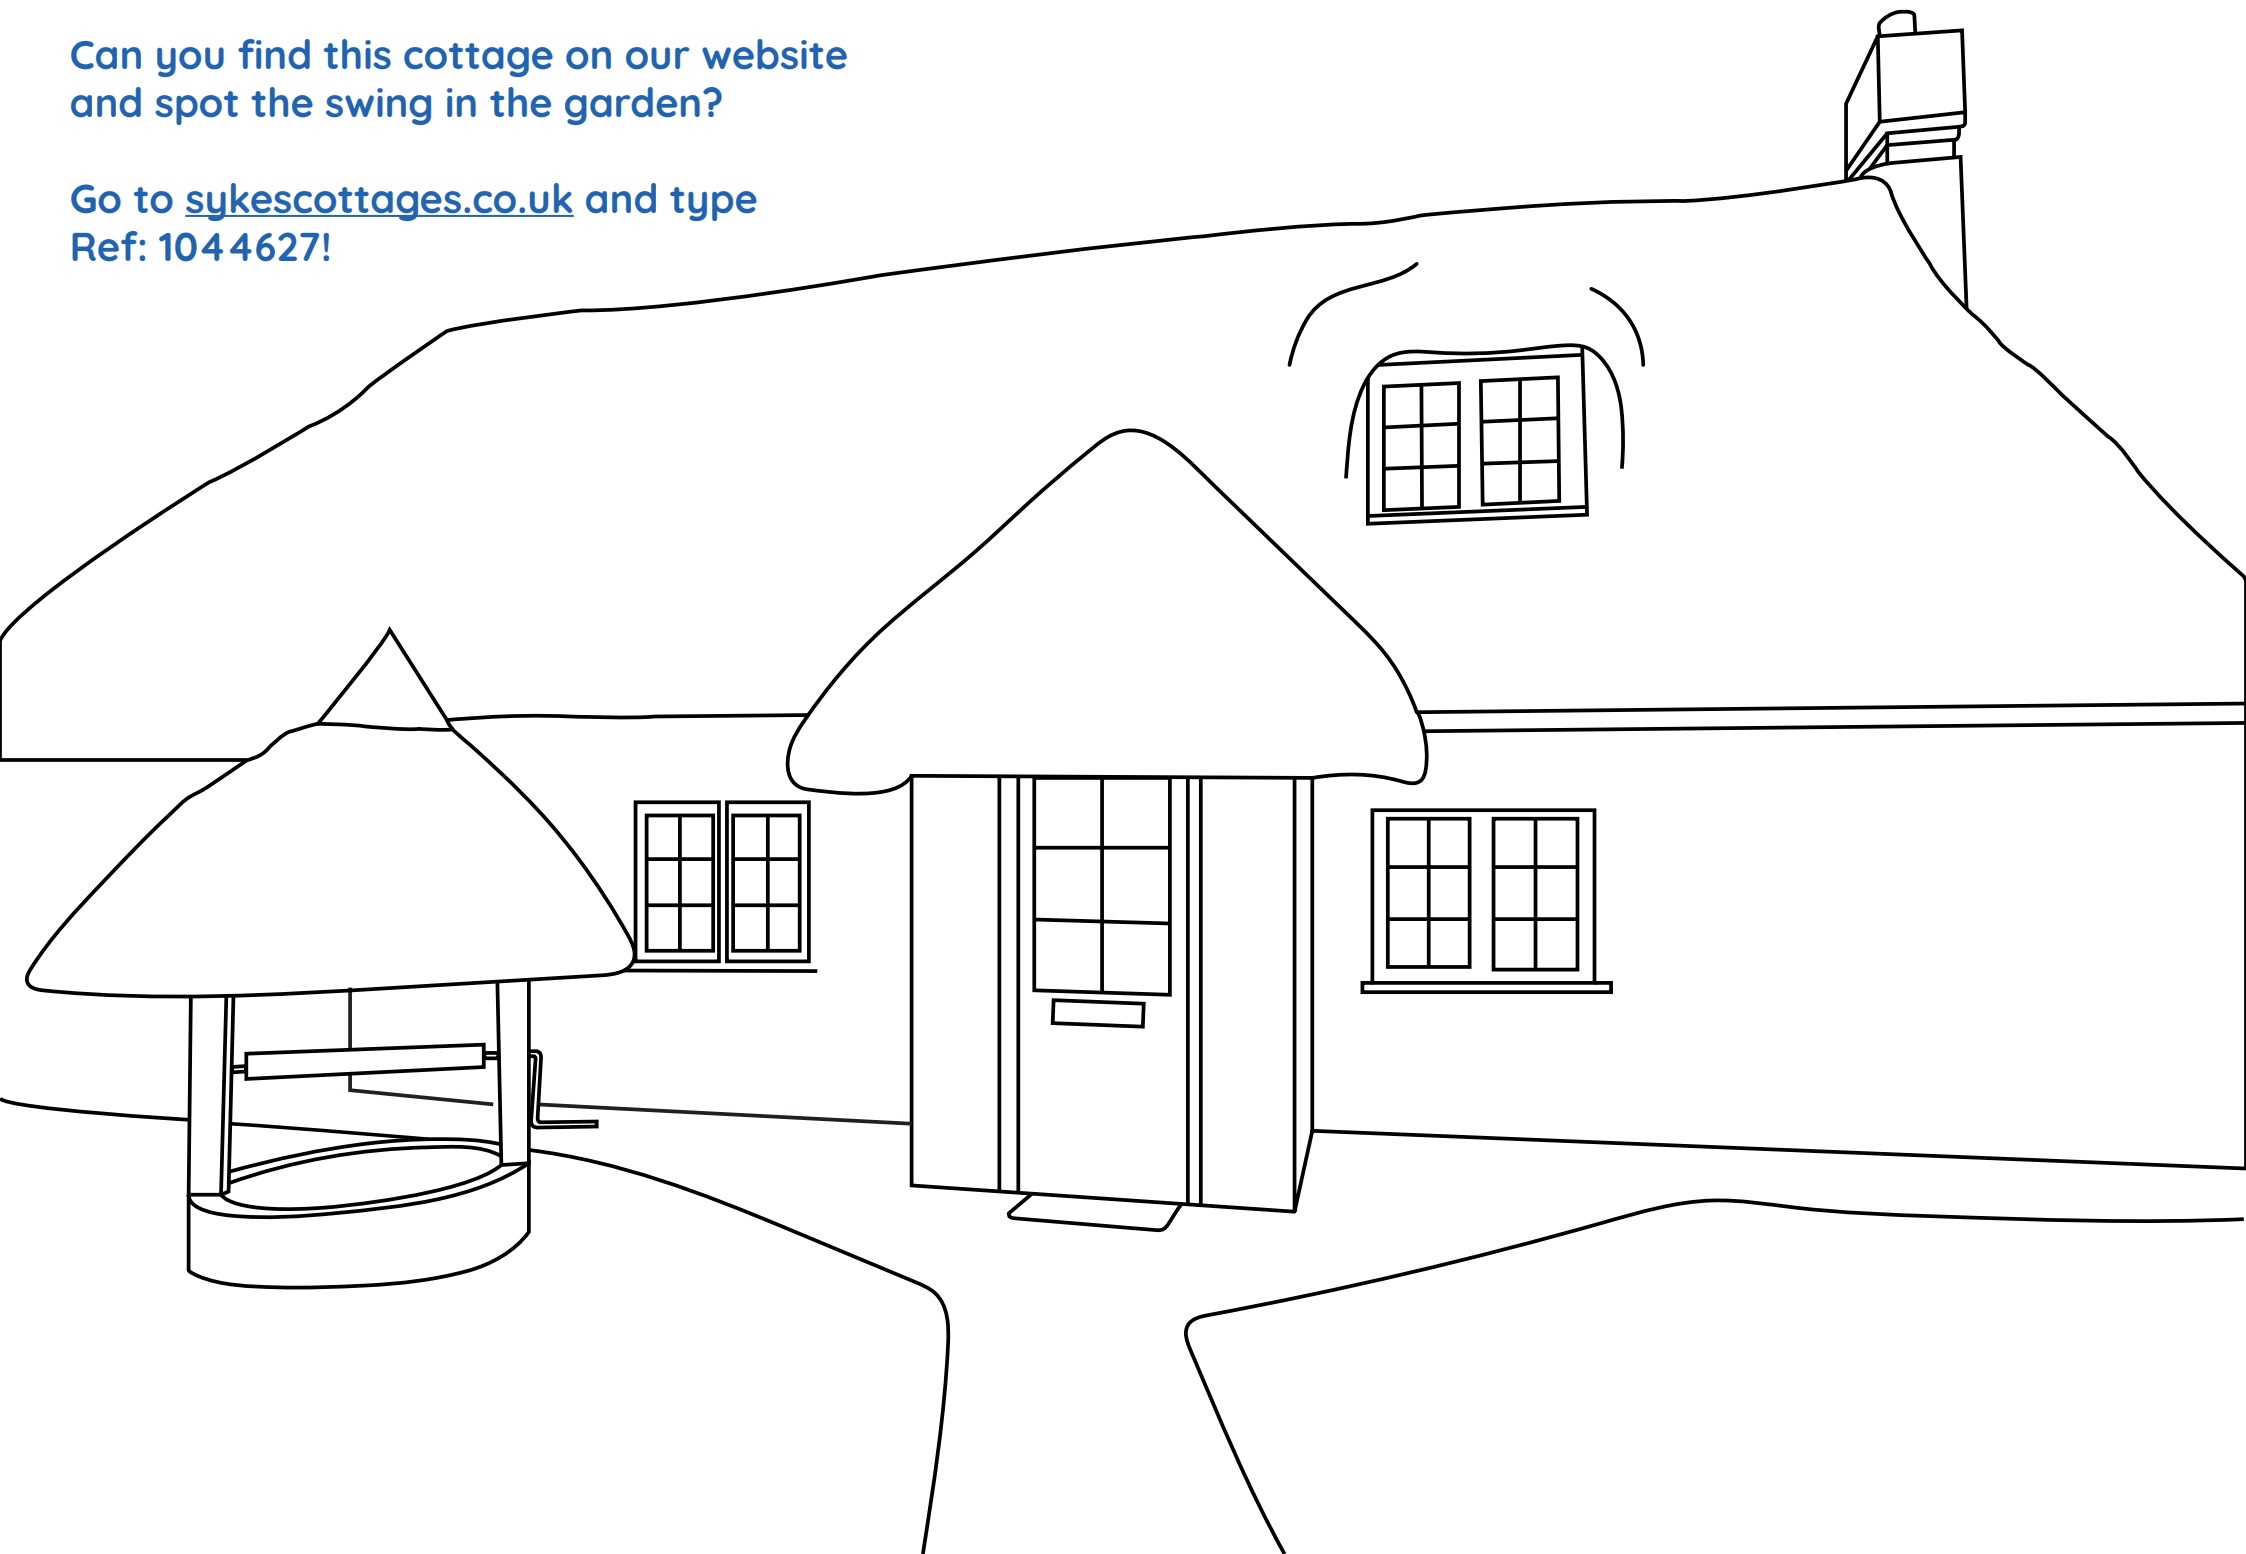 Can you find this cottage on our website
and spot the swing in the garden?
Go to sykescottages.co.uk and type
Ref: 1044627!